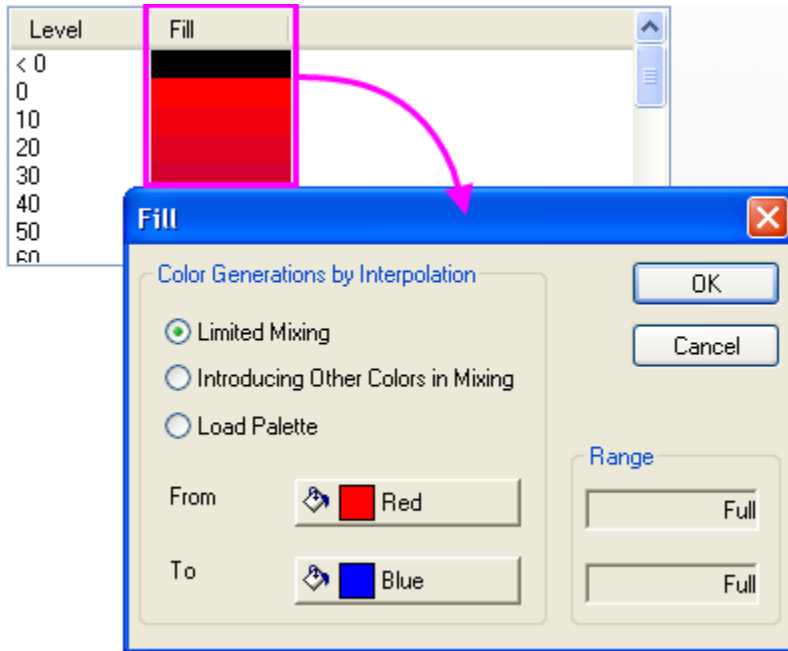 Level Fill
< 0
0
10
20
30
40
50
60
Fill
Color Generations by Interpolation
Limited Mixing
Introducing Other Colors in Mixing
Load Palette
From Red
To Blue
OK
Cancel
Range
Full
Full